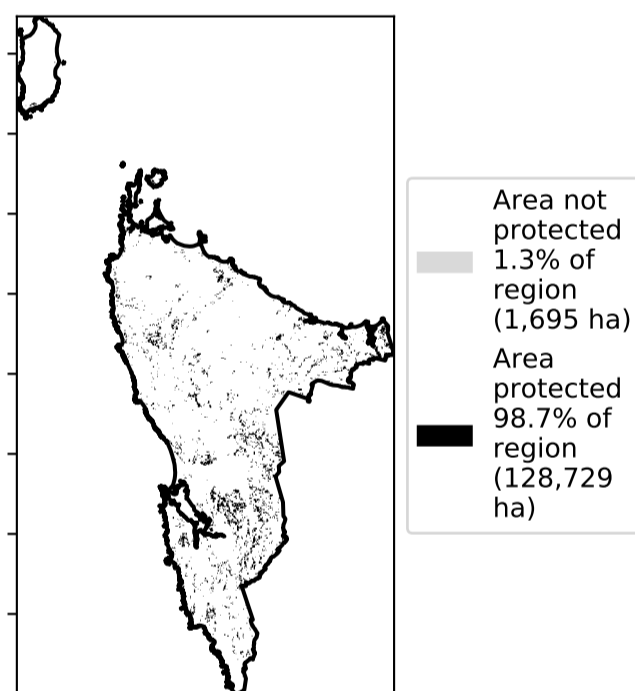 Area not
protected
1.3% of
region
(1,695 ha)
Area
protected
98.7% of
region
(128,729
ha)